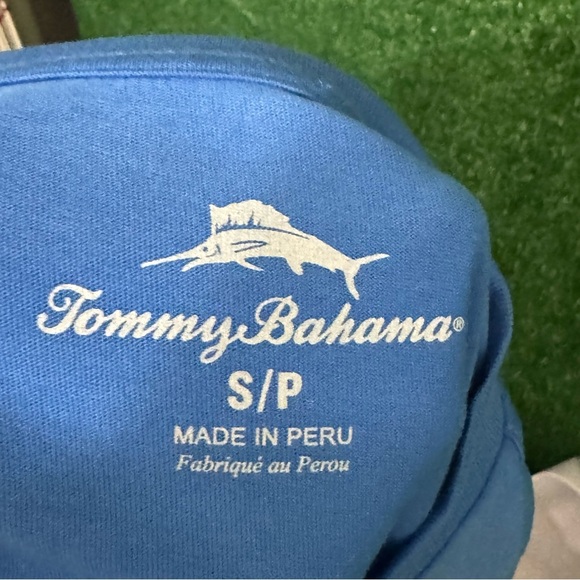 Tommy Bahama®
S/P
MADE IN PERU
Fabriqué au Perou